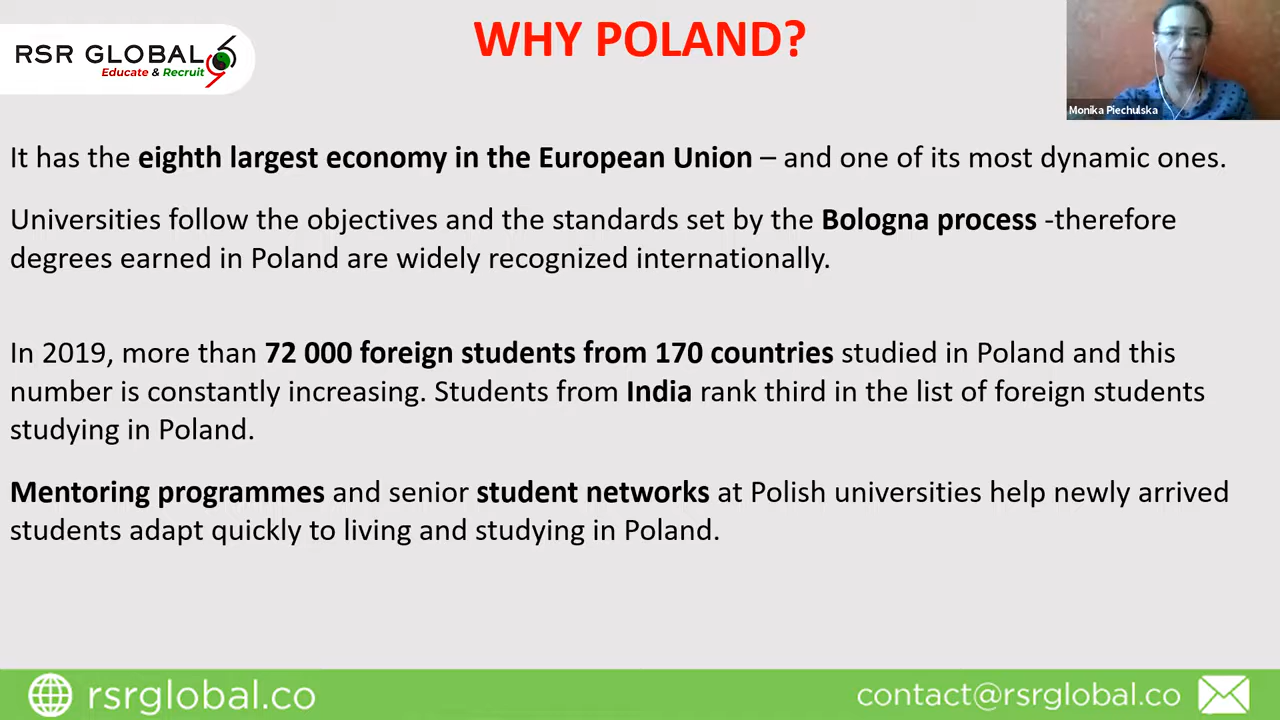 WHY POLAND?
RSR GLOBAL
Educate & Recruit
Monika Piechulska
It has the eighth largest economy in the European Union – and one of its most dynamic ones.
Universities follow the objectives and the standards set by the Bologna process -therefore
degrees earned in Poland are widely recognized internationally.
In 2019, more than 72 000 foreign students from 170 countries studied in Poland and this
number is constantly increasing. Students from India rank third in the list of foreign students
studying in Poland.
Mentoring programmes and senior student networks at Polish universities help newly arrived
students adapt quickly to living and studying in Poland.
rsrglobal.co
contact@rsrglobal.co